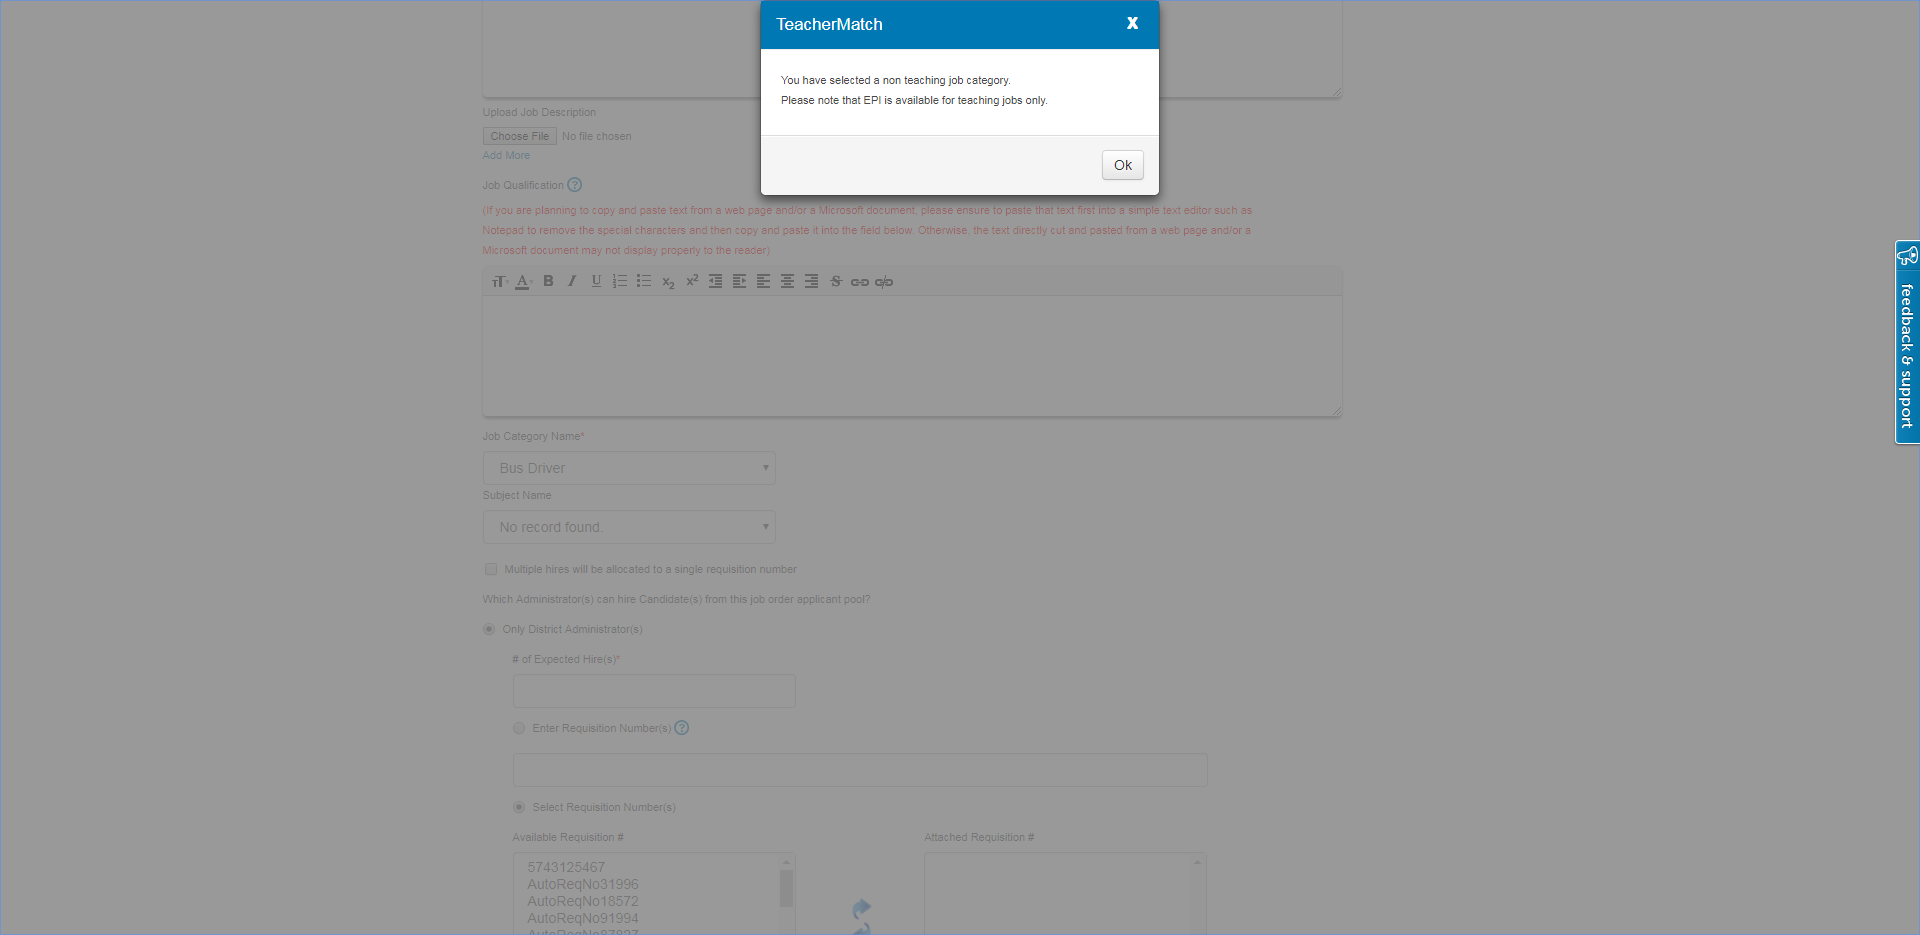 TeacherMatch
X
You have selected a non teaching job category.
Please note that EPI is available for teaching jobs only.
Ok
Upload Job Description
Choose File No file chosen
Add More
Job Qualification ?
(If you are planning to copy and paste text from a web page and/or a Microsoft document, please ensure to paste that text first into a simple text editor such as
Notepad to remove the special characters and then copy and paste it into the field below. Otherwise, the text directly cut and pasted from a web page and/or a
Microsoft document may not display properly to the reader)
Job Category Name*
Bus Driver
Subject Name
No record found.
Multiple hires will be allocated to a single requisition number
Which Administrator(s) can hire Candidate(s) from this job order applicant pool?
Only District Administrator(s)
# of Expected Hire(s)*
Enter Requisition Number(s) ?
Select Requisition Number(s)
Available Requisition #
Attached Requisition #
5743125467
AutoReqNo31996
AutoReqNo18572
AutoReqNo91994
feedback & support